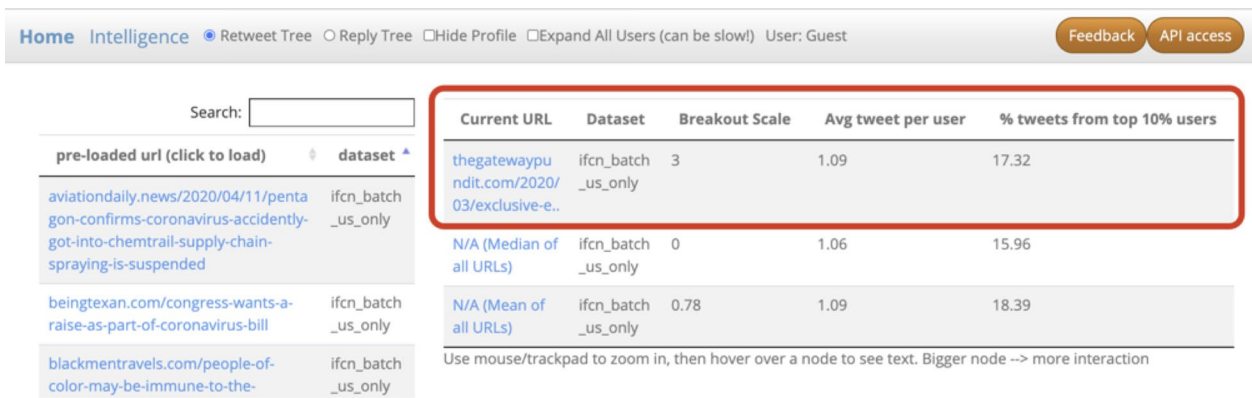 Home Intelligence Retweet Tree Reply Tree Hide Profile Expand All Users (can be slow!) User: Guest Feedback API access
Search:
pre-loaded url (click to load) dataset
aviationdaily.news/2020/04/11/penta ifcn_batch
gon-confirms-coronavirus-accidently- _us_only
got-into-chemtrail-supply-chain-
spraying-is-suspended
beingtexan.com/congress-wants-a- ifcn_batch
raise-as-part-of-coronavirus-bill _us_only
blackmentravels.com/people-of- ifcn_batch
color-may-be-immune-to-the- _us_only
Current URL Dataset Breakout Scale Avg tweet per user % tweets from top 10% users
thegatewaypu ifcn_batch 3 1.09 17.32
ndit.com/2020/ _us_only
03/exclusive-e..
N/A (Median of ifcn_batch 0 1.06 15.96
all URLs) _us_only
N/A (Mean of ifcn_batch 0.78 1.09 18.39
all URLs) _us_only
Use mouse/trackpad to zoom in, then hover over a node to see text. Bigger node --> more interaction